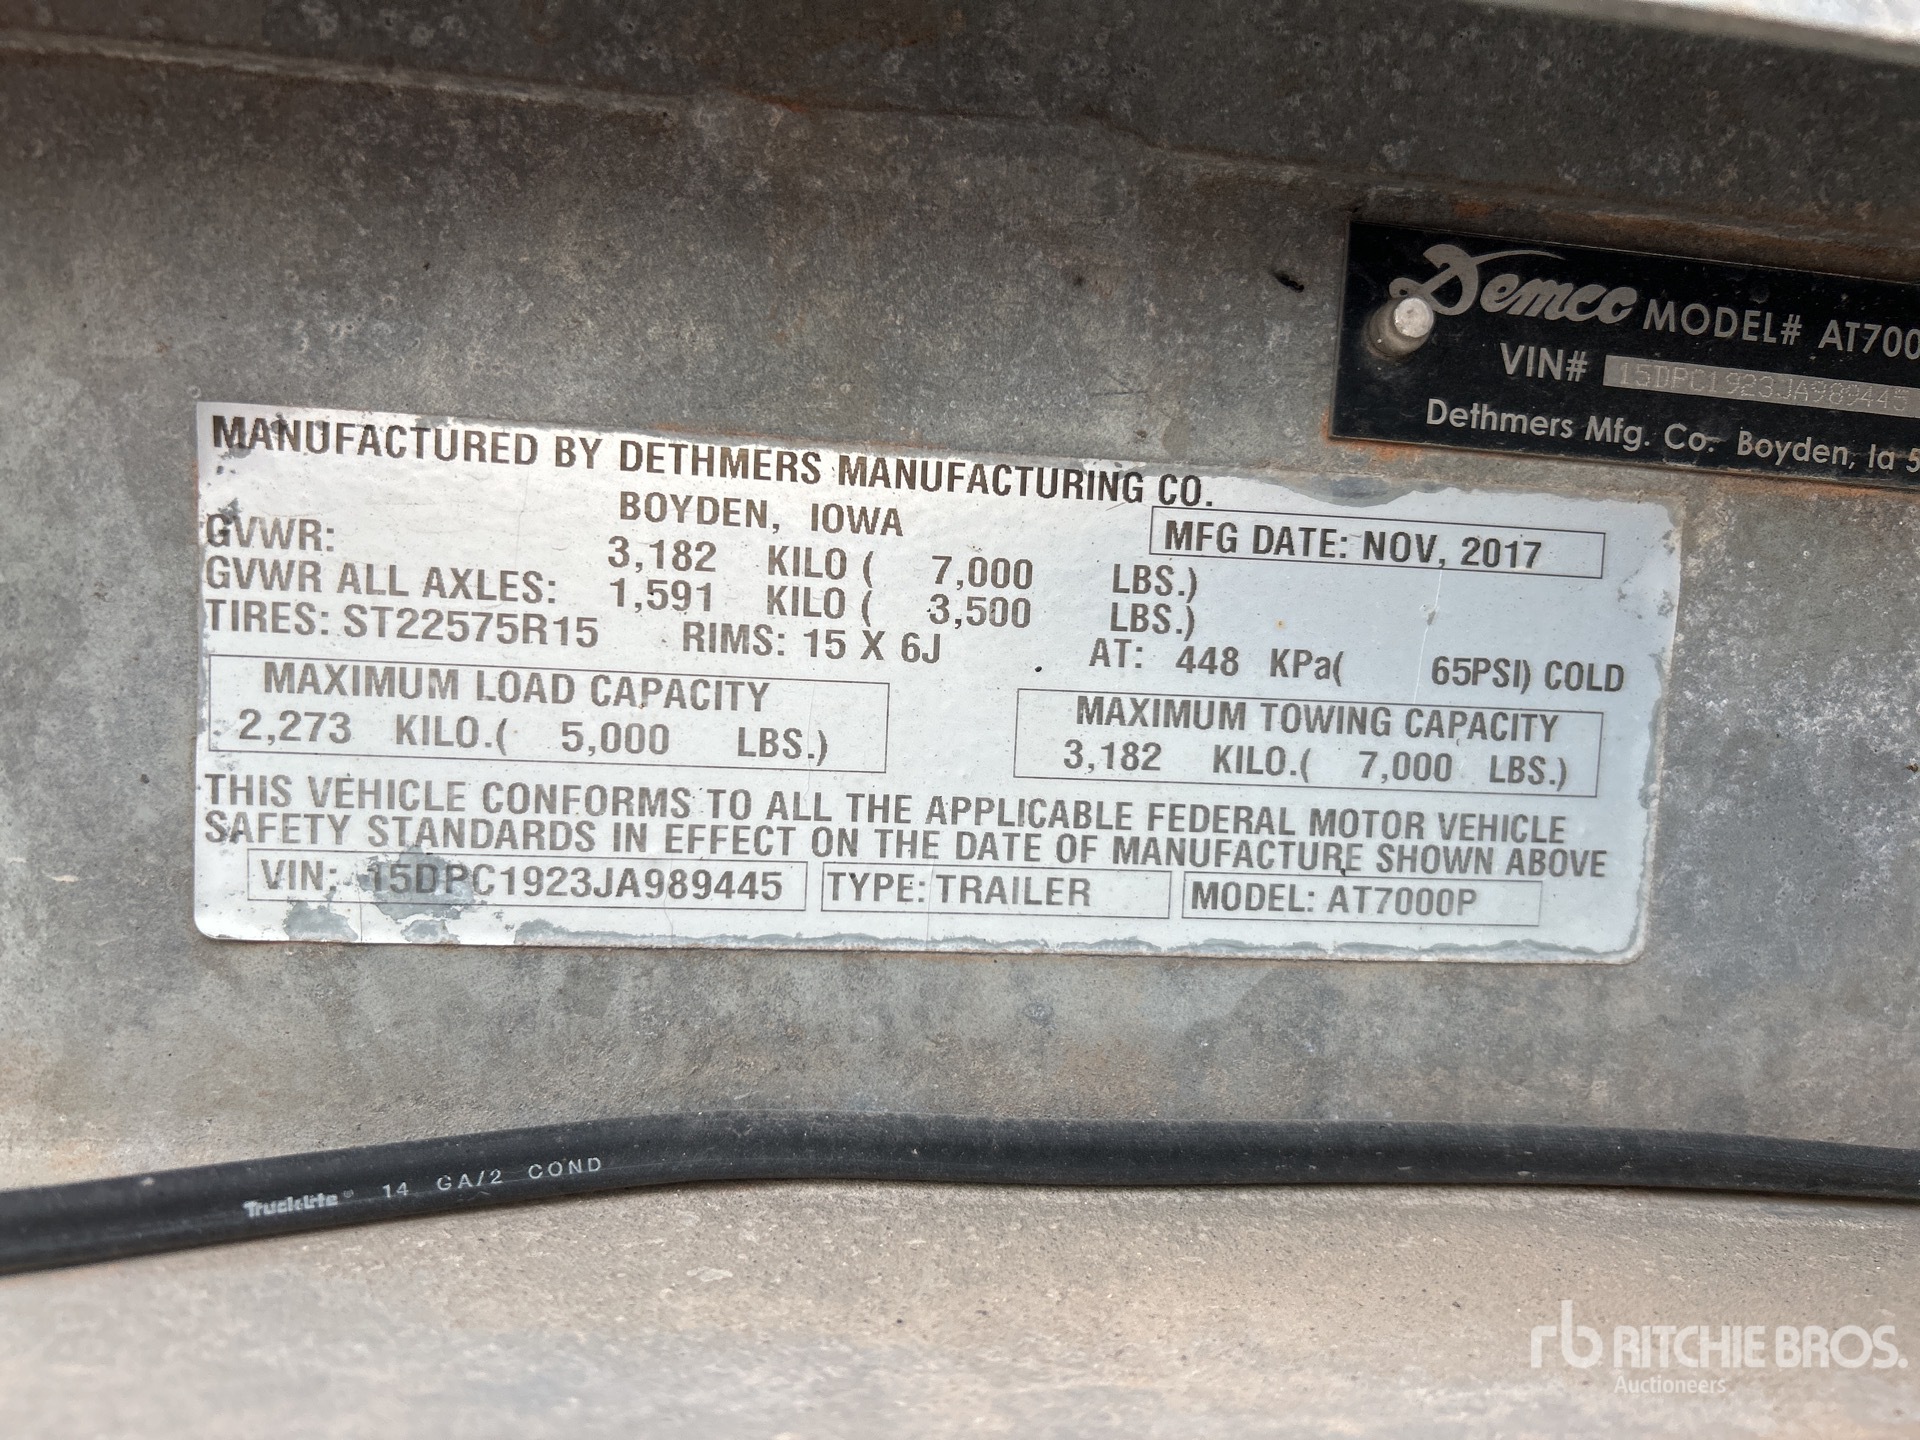 Demco MODEL# AT700
VIN# 15DPC1923JA989445
Dethmers Mfg. Co. Boyden, Ia 5
MANUFACTURED BY DETHMERS MANUFACTURING CO.
BOYDEN, IOWA
MFG DATE: NOV, 2017
GVWR: 3,182 KILO ( 7,000 LBS.)
GVWR ALL AXLES: 1,591 KILO ( 3,500 LBS.)
TIRES: ST22575R15 RIMS: 15 X 6J AT: 448 KPa( 65PSI) COLD
MAXIMUM LOAD CAPACITY
2,273 KILO.( 5,000 LBS.)
MAXIMUM TOWING CAPACITY
3,182 KILO.( 7,000 LBS.)
THIS VEHICLE CONFORMS TO ALL THE APPLICABLE FEDERAL MOTOR VEHICLE
SAFETY STANDARDS IN EFFECT ON THE DATE OF MANUFACTURE SHOWN ABOVE
VIN: 15DPC1923JA989445 TYPE: TRAILER MODEL: AT7000P
Truck-Lite® 14 GA/2 COND
rb RITCHIE BROS.
Auctioneers